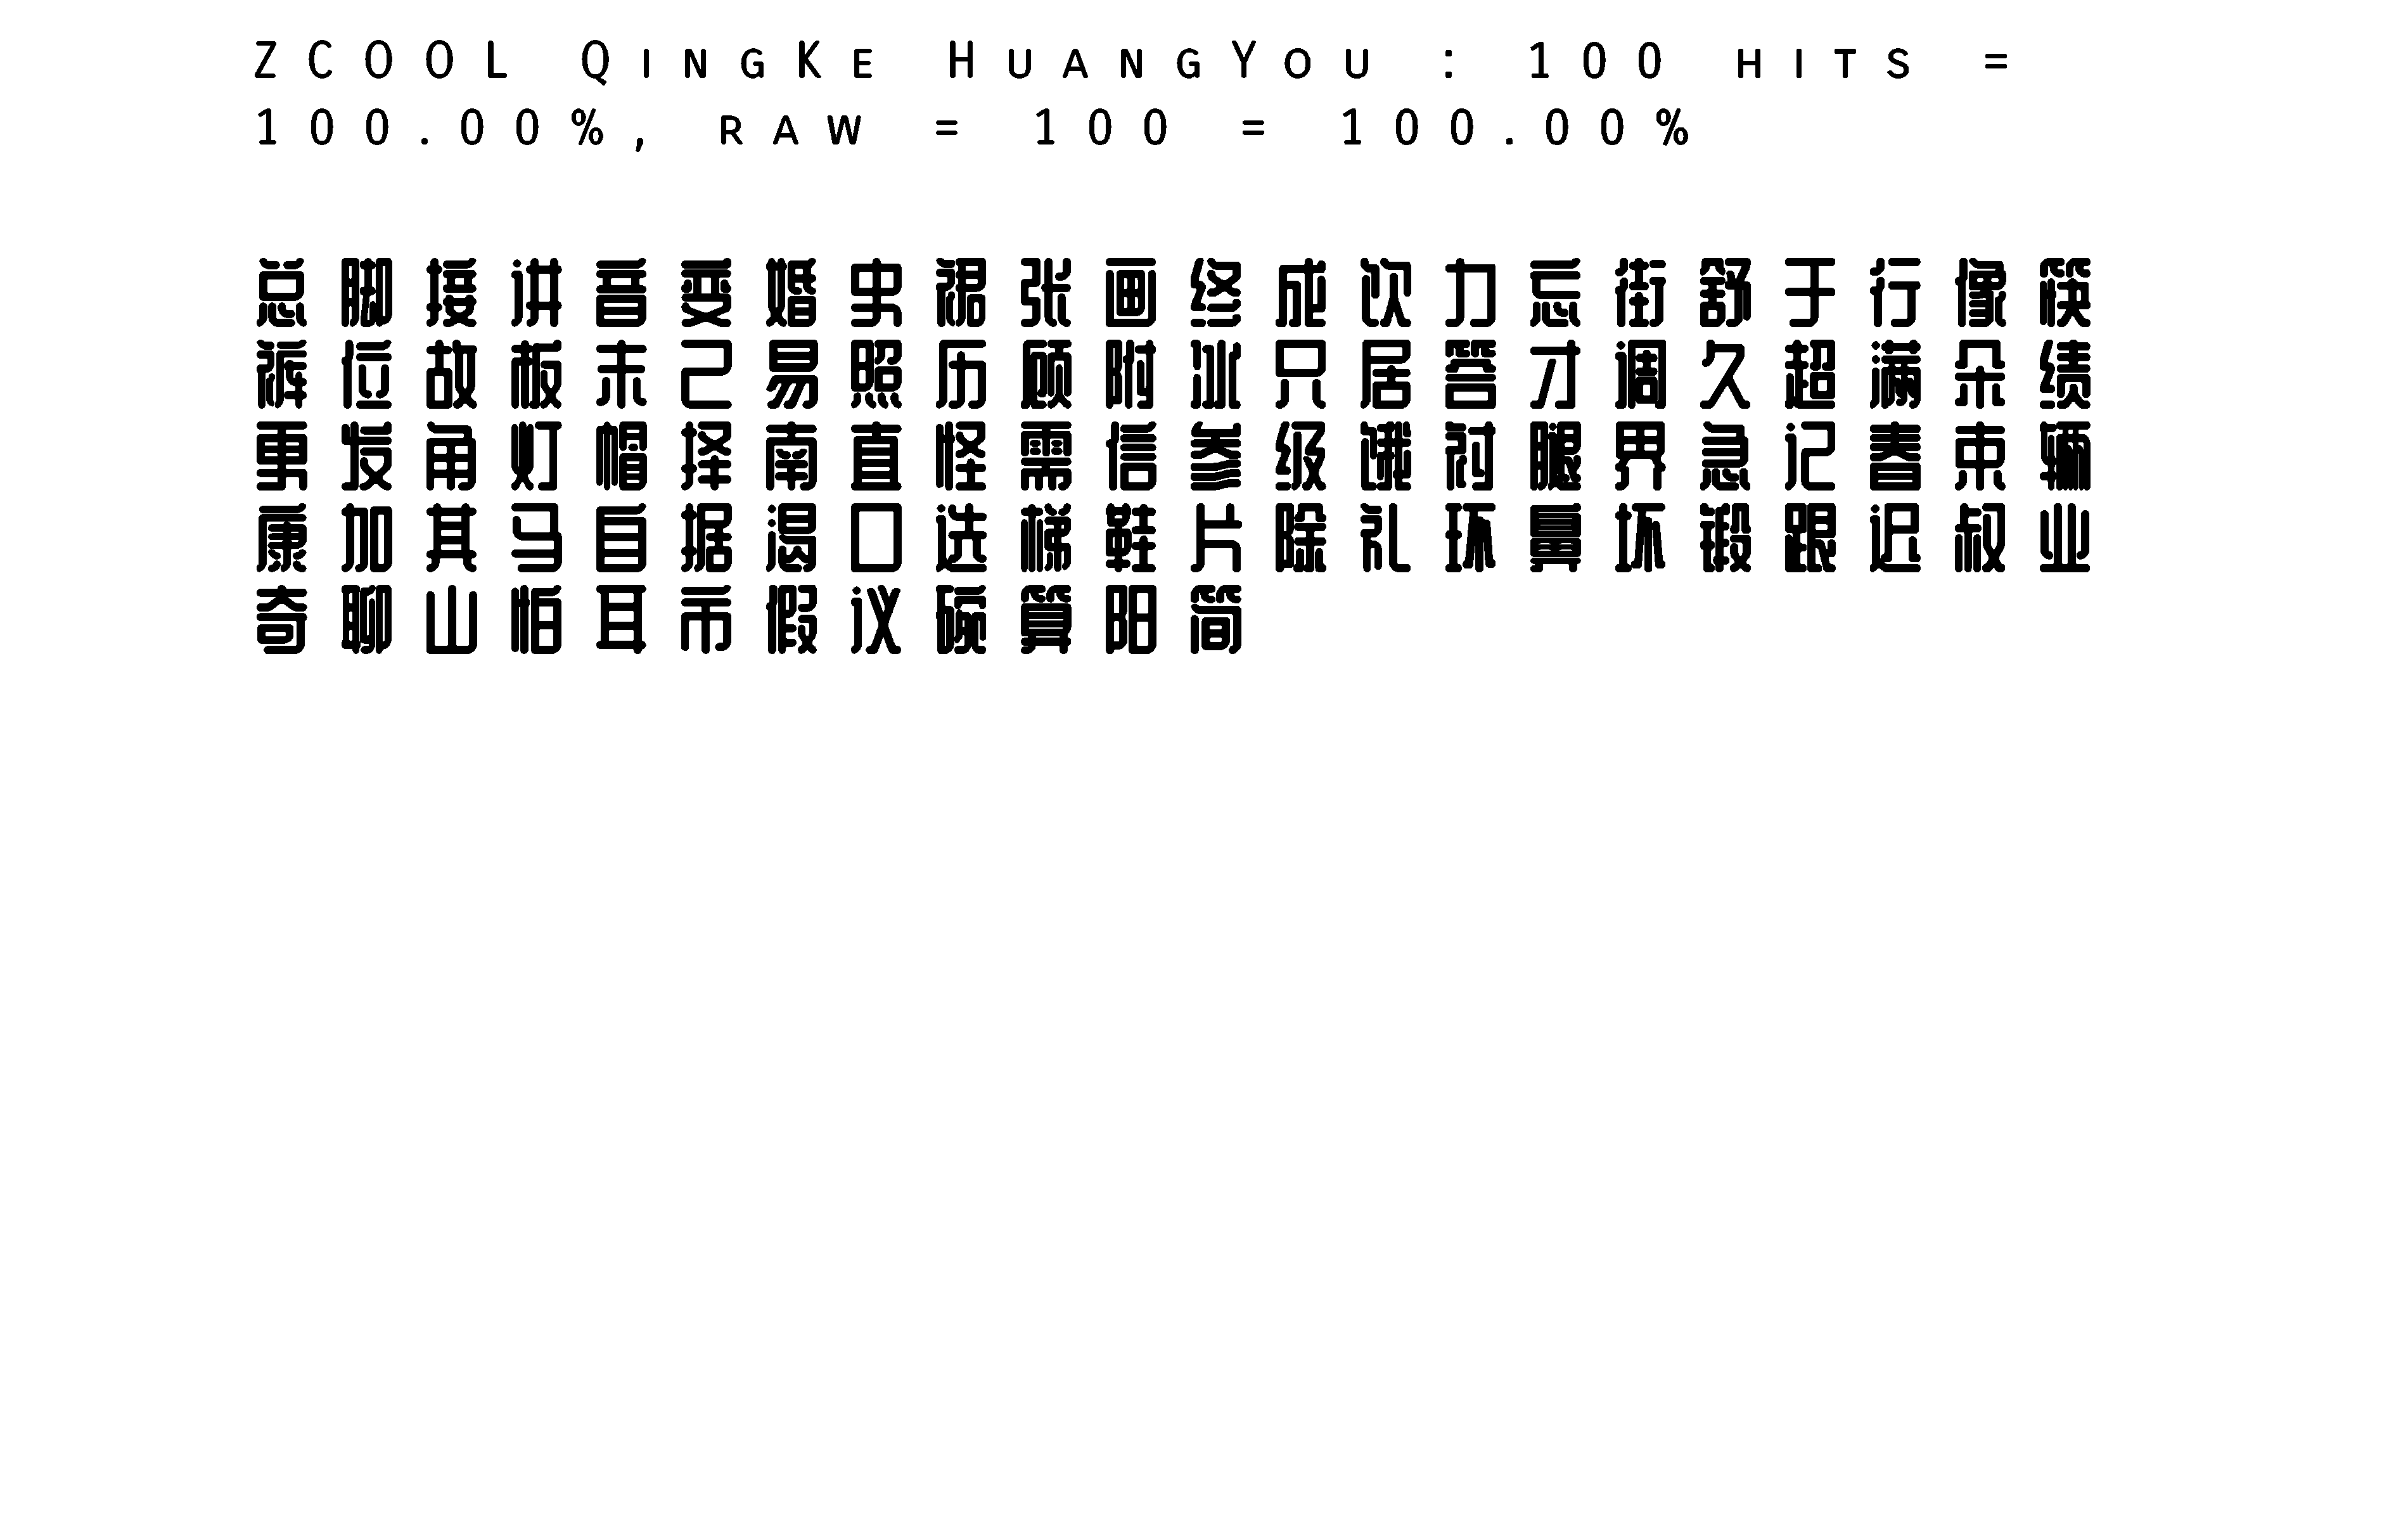 ZCOOL QingKe HuangYou : 100 hits =
100.00%, raw = 100 = 100.00%
总脚接讲音受婚史裙张画终成饮力忘街舒于行像筷
裤位故板末己易照历顾附冰只居答才调久超满朵绩
更发角灯帽择南直怪需信参级饿衬腿界急记春束辆
康加其马目据渴口选梯鞋片除礼环鼻坏锻跟迟叔业
奇聊山怕耳市假议碗算阳简